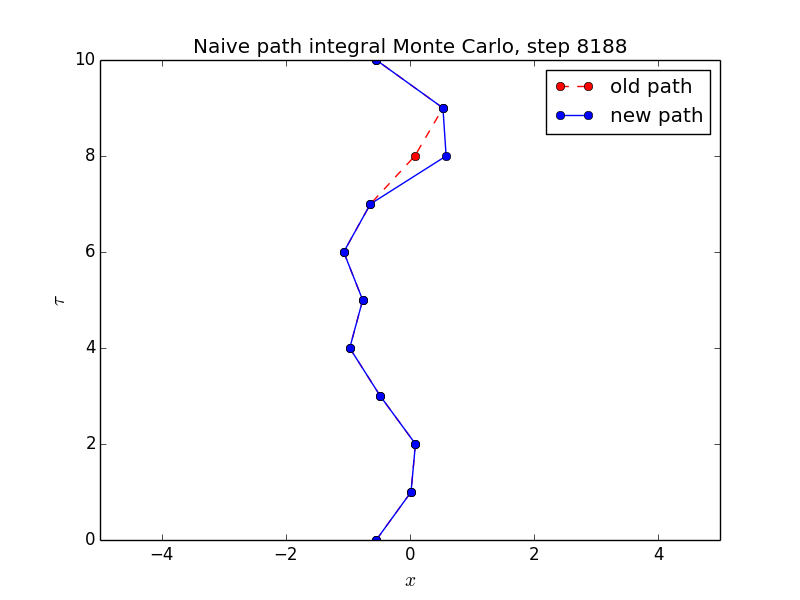 Naive path integral Monte Carlo, step 8188
old path
new path
10
8
6
4
2
0
τ
−4
−2
0
2
4
x